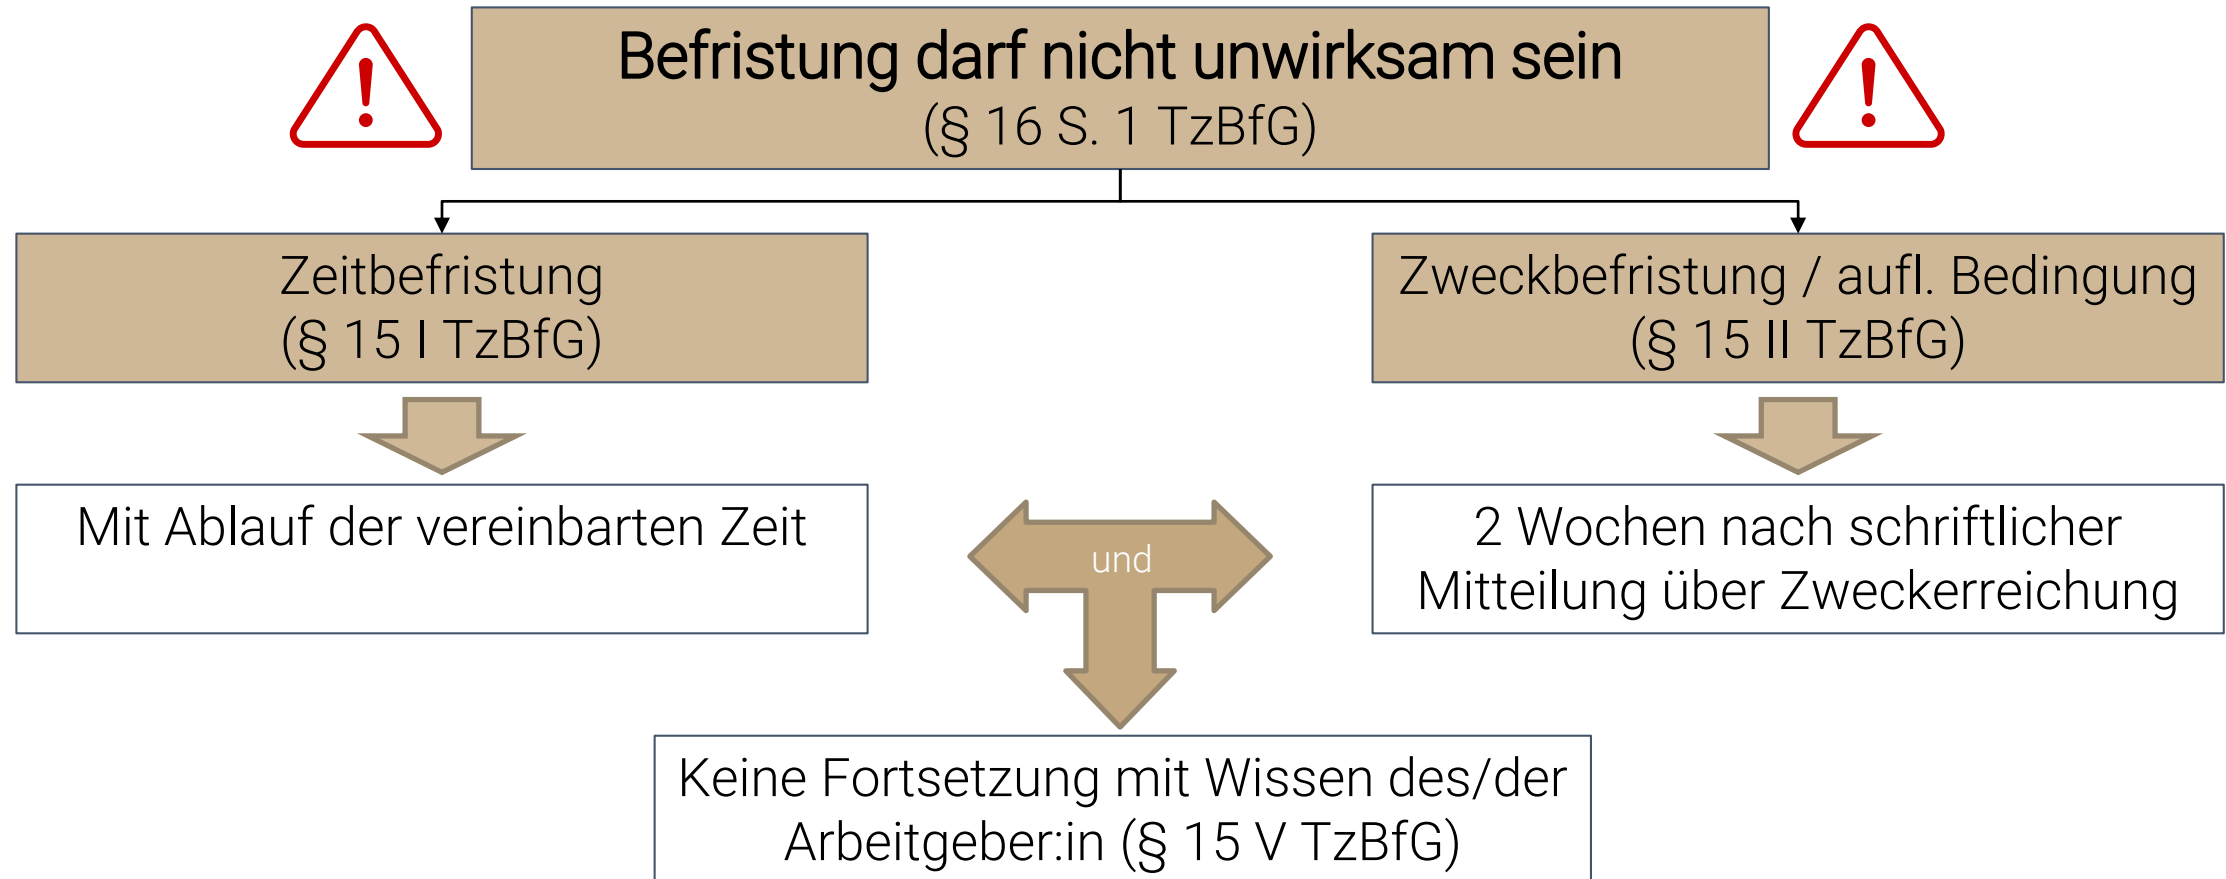 Befristung darf nicht unwirksam sein
(§ 16 S. 1 TzBfG)
Zeitbefristung
(§ 15 I TzBfG)
Zweckbefristung / aufl. Bedingung
(§ 15 II TzBfG)
Mit Ablauf der vereinbarten Zeit
und
2 Wochen nach schriftlicher
Mitteilung über Zweckerreichung
Keine Fortsetzung mit Wissen des/der
Arbeitgeber:in (§ 15 V TzBfG)